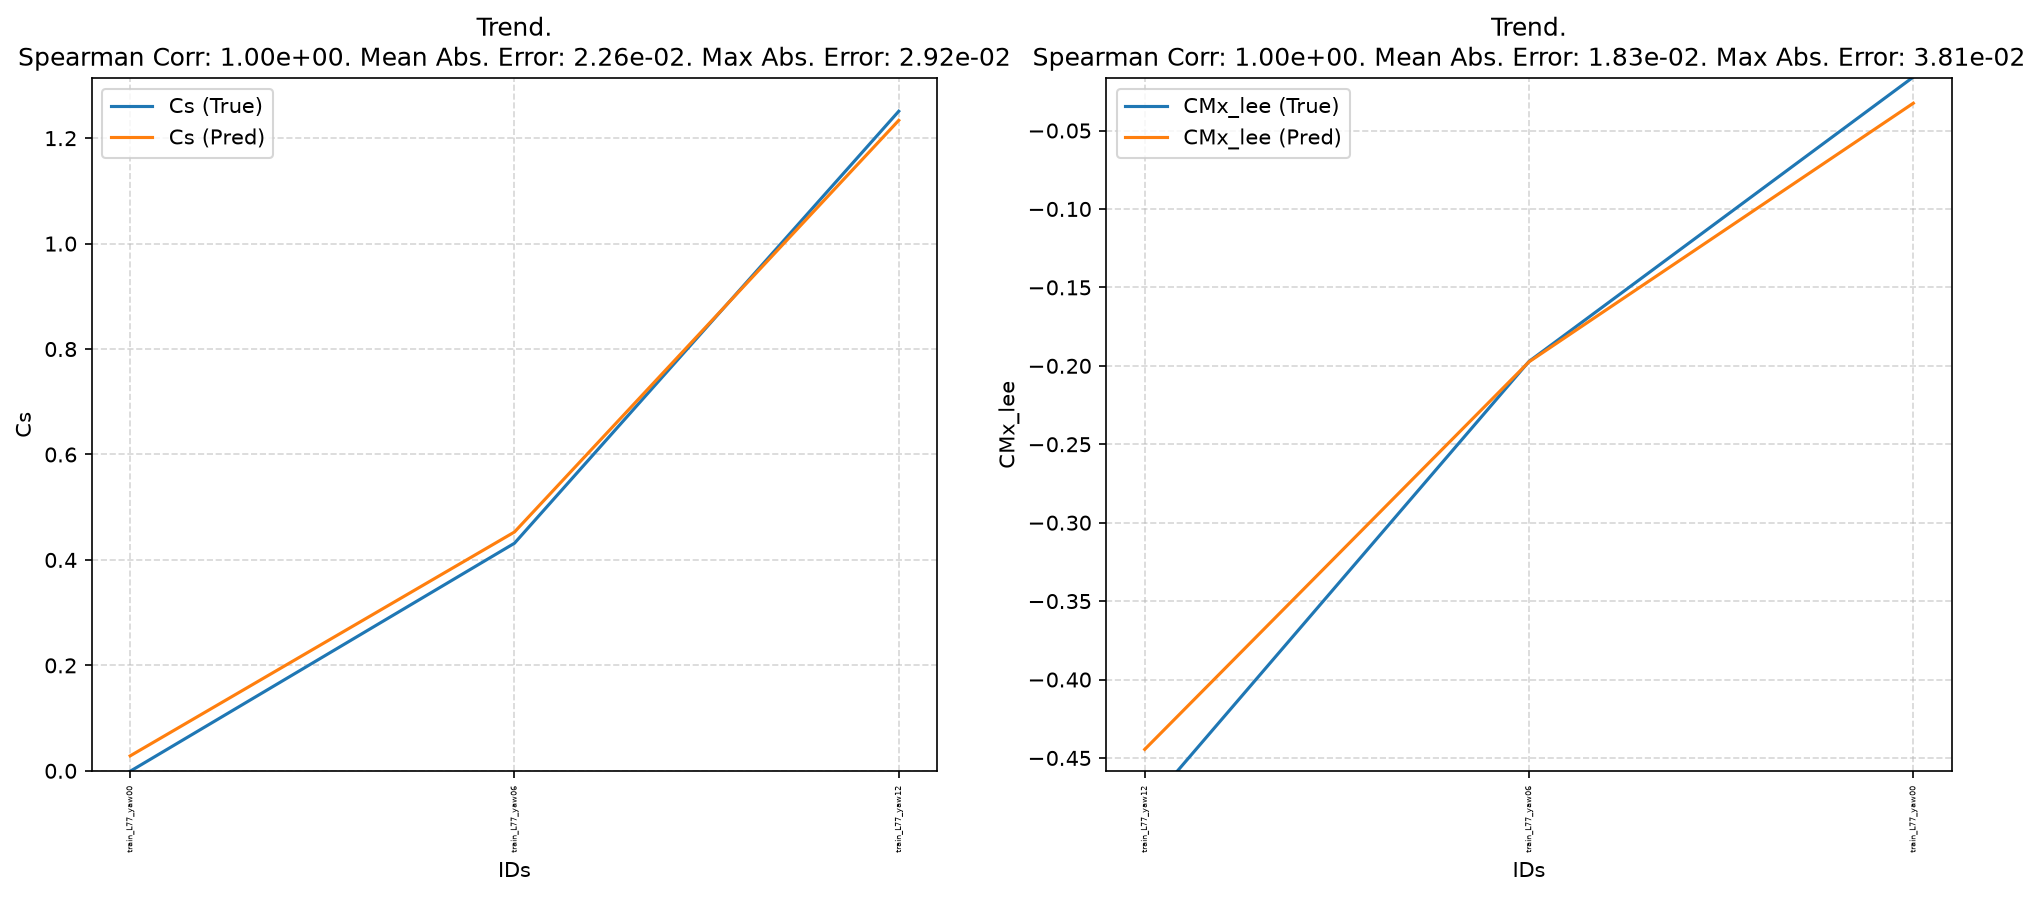 Trend.
Spearman Corr: 1.00e+00. Mean Abs. Error: 2.26e-02. Max Abs. Error: 2.92e-02
Cs (True)
Cs (Pred)
1.2
1.0
0.8
0.6
0.4
0.2
0.0
Cs
train_L77_yaw00
train_L77_yaw06
train_L77_yaw12
IDs
Trend.
Spearman Corr: 1.00e+00. Mean Abs. Error: 1.83e-02. Max Abs. Error: 3.81e-02
CMx_lee (True)
CMx_lee (Pred)
−0.05
−0.10
−0.15
−0.20
−0.25
−0.30
−0.35
−0.40
−0.45
CMx_lee
train_L77_yaw12
train_L77_yaw06
train_L77_yaw00
IDs